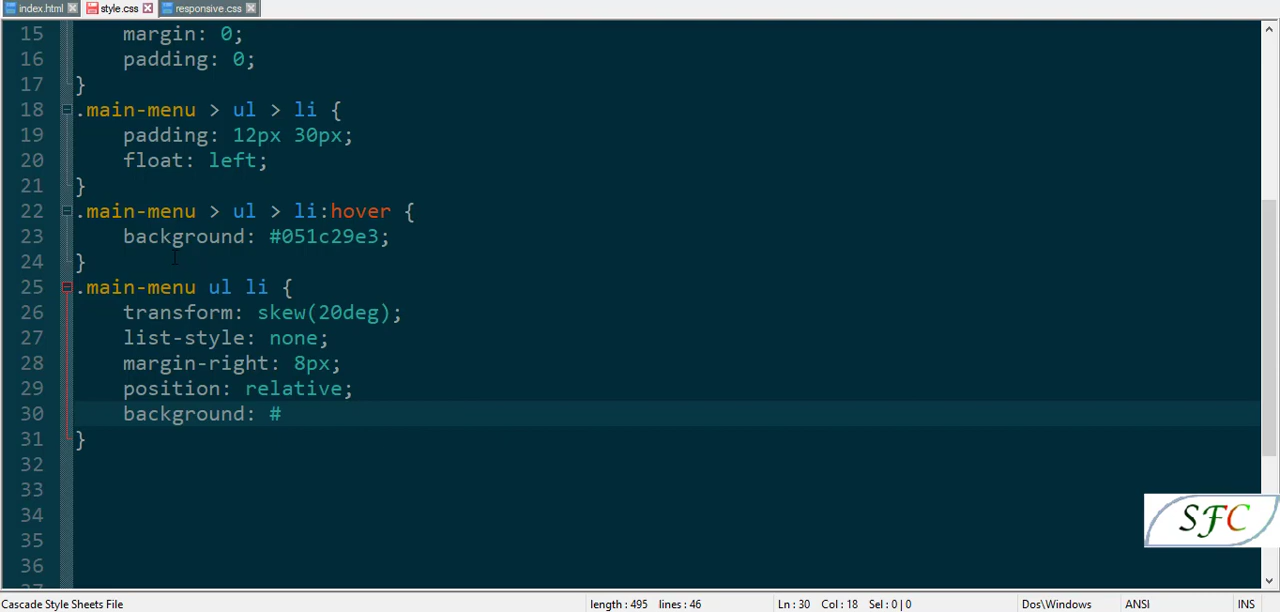 index.html style.css responsive.css
15 margin: 0;
16 padding: 0;
17 }
18 .main-menu > ul > li {
19 padding: 12px 30px;
20 float: left;
21 }
22 .main-menu > ul > li:hover {
23 background: #051c29e3;
24 }
25 .main-menu ul li {
26 transform: skew(20deg);
27 list-style: none;
28 margin-right: 8px;
29 position: relative;
30 background: #
31 }
32
33
34
35
36
SFC
Cascade Style Sheets File length : 495 lines : 46 Ln : 30 Col : 18 Sel : 0 | 0 Dos\Windows ANSI INS